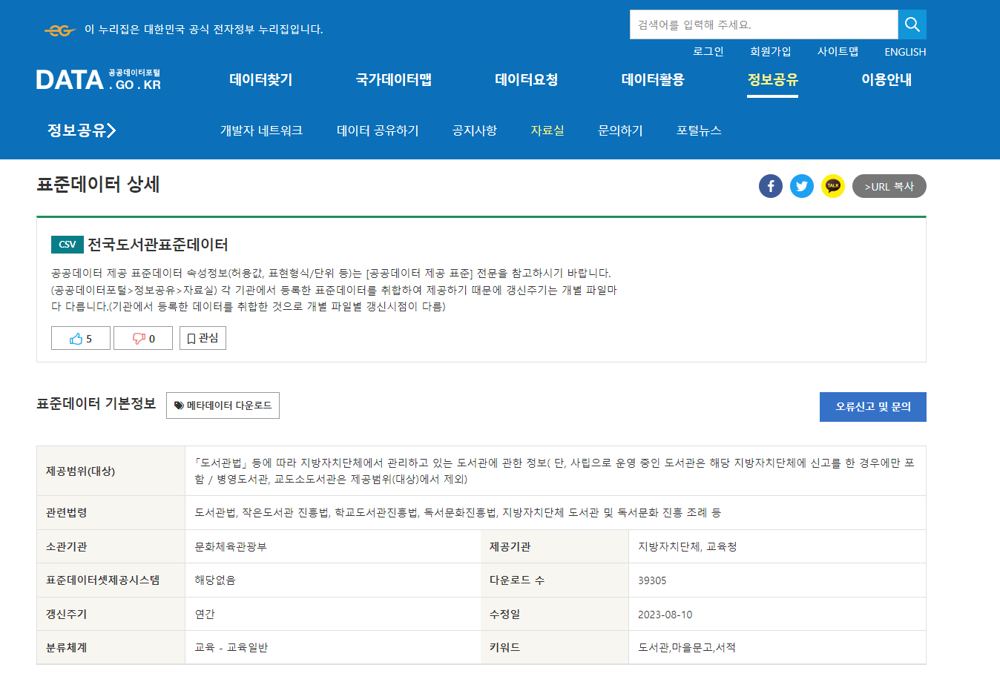 이 누리집은 대한민국 공식 전자정부 누리집입니다.
검색어를 입력해 주세요.
로그인 회원가입 사이트맵 ENGLISH
DATA 공공데이터포털 .GO.KR
데이터찾기 국가데이터맵 데이터요청 데이터활용 정보공유 이용안내
정보공유
개발자 네트워크 데이터 공유하기 공지사항 자료실 문의하기 포털뉴스
표준데이터 상세
TALK
>URL 복사
CSV 전국도서관표준데이터
공공데이터 제공 표준데이터 속성정보(허용값, 표현형식/단위 등)는 [공공데이터 제공 표준] 전문을 참고하시기 바랍니다.
(공공데이터포털>정보공유>자료실) 각 기관에서 등록한 표준데이터를 취합하여 제공하기 때문에 갱신주기는 개별 파일마
다 다릅니다.(기관에서 등록한 데이터를 취합한 것으로 개별 파일별 갱신시점이 다름)
5 0 관심
표준데이터 기본정보 메타데이터 다운로드 오류신고 및 문의
제공범위(대상)
「도서관법」 등에 따라 지방자치단체에서 관리하고 있는 도서관에 관한 정보( 단, 사립으로 운영 중인 도서관은 해당 지방자치단체에 신고를 한 경우에만 포
함 / 병영도서관, 교도소도서관은 제공범위(대상)에서 제외)
관련법령 도서관법, 작은도서관 진흥법, 학교도서관진흥법, 독서문화진흥법, 지방자치단체 도서관 및 독서문화 진흥 조례 등
소관기관 문화체육관광부 제공기관 지방자치단체, 교육청
표준데이터셋제공시스템 해당없음 다운로드 수 39305
갱신주기 연간 수정일 2023-08-10
분류체계 교육 - 교육일반 키워드 도서관,마을문고,서적